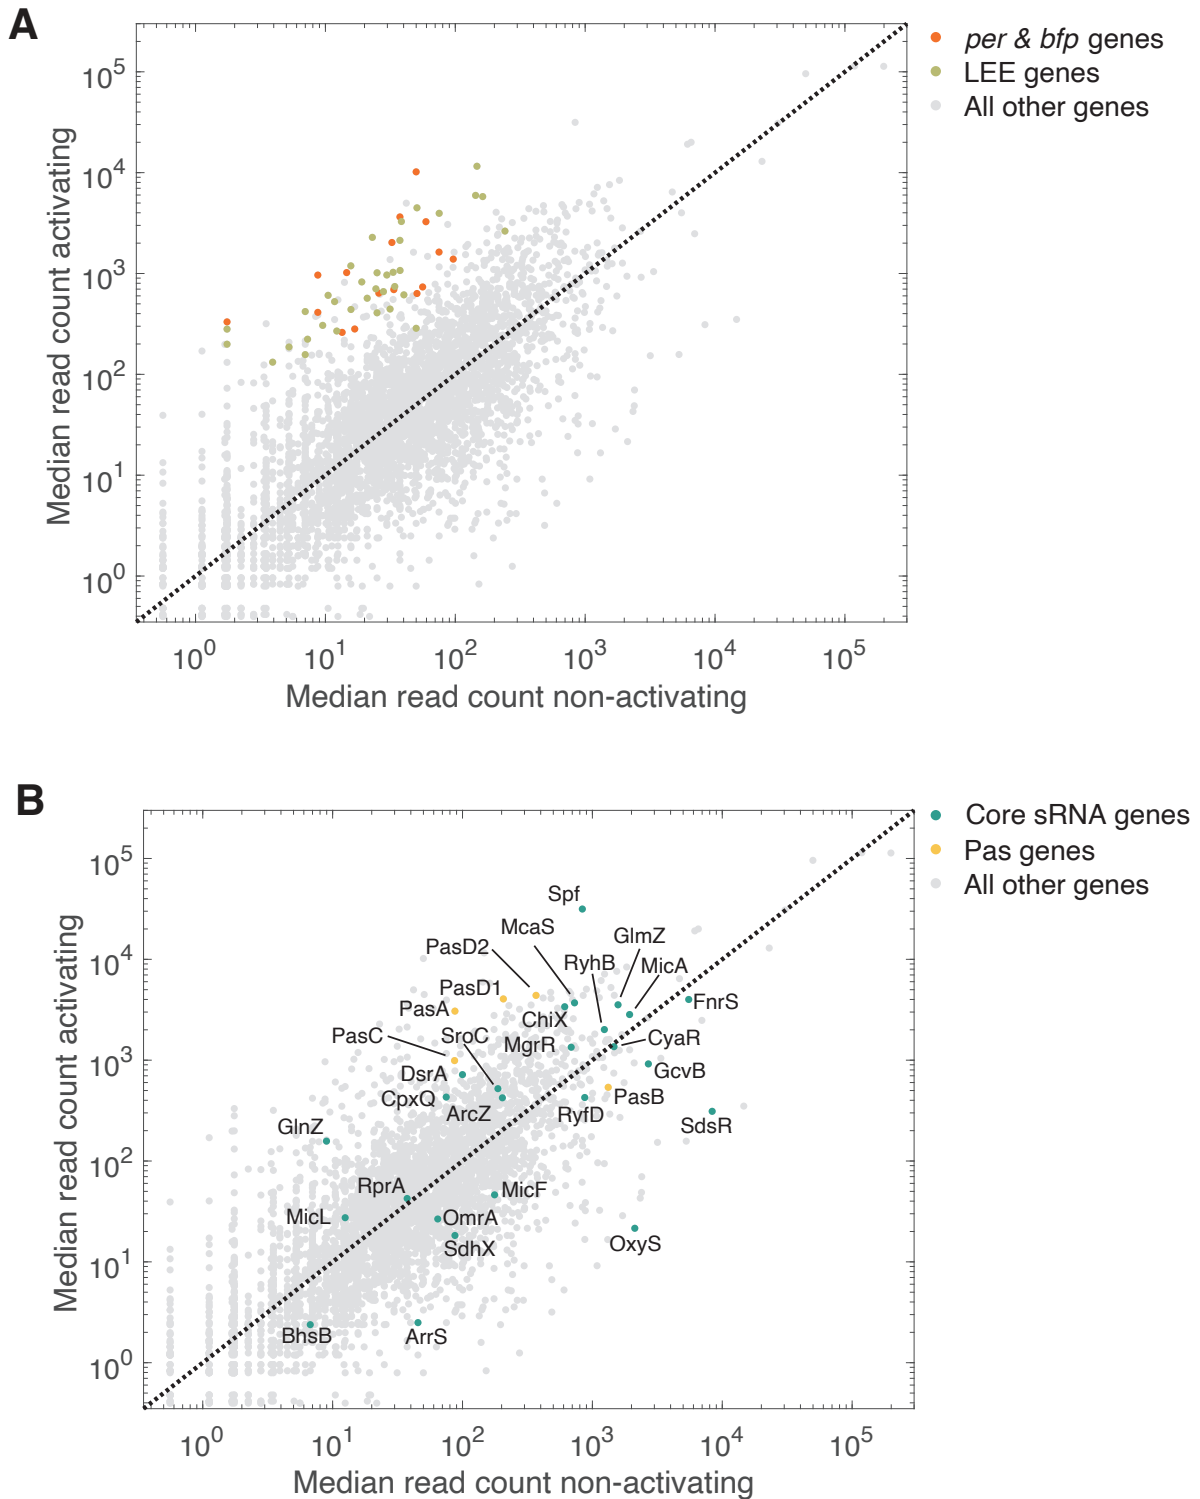 A
per & bfp genes
LEE genes
All other genes
10^5
10^4
10^3
10^2
10^1
10^0
Median read count activating
10^0 10^1 10^2 10^3 10^4 10^5
Median read count non-activating
B
Core sRNA genes
Pas genes
All other genes
10^5
10^4
10^3
10^2
10^1
10^0
Median read count activating
Spf
McaS
GlmZ
PasD2
RyhB
MicA
PasD1
FnrS
PasA
ChiX
PasC
SroC
MgrR
CyaR
DsrA
GcvB
CpxQ
ArcZ
PasB
RyfD
SdsR
GlnZ
RprA
MicF
MicL
OmrA
SdhX
OxyS
BhsB
ArrS
10^0 10^1 10^2 10^3 10^4 10^5
Median read count non-activating